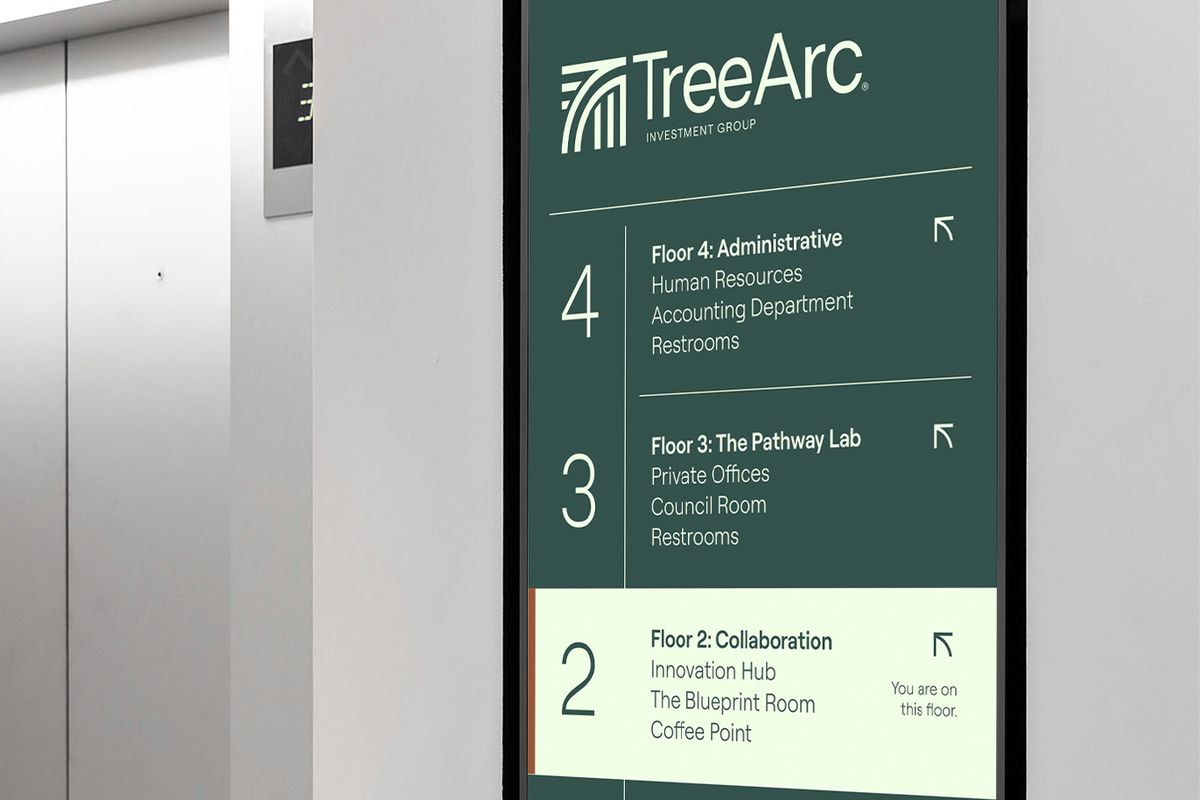 TreeArc®
INVESTMENT GROUP
4
Floor 4: Administrative
Human Resources
Accounting Department
Restrooms
3
Floor 3: The Pathway Lab
Private Offices
Council Room
Restrooms
2
Floor 2: Collaboration
Innovation Hub
The Blueprint Room
Coffee Point
You are on
this floor.